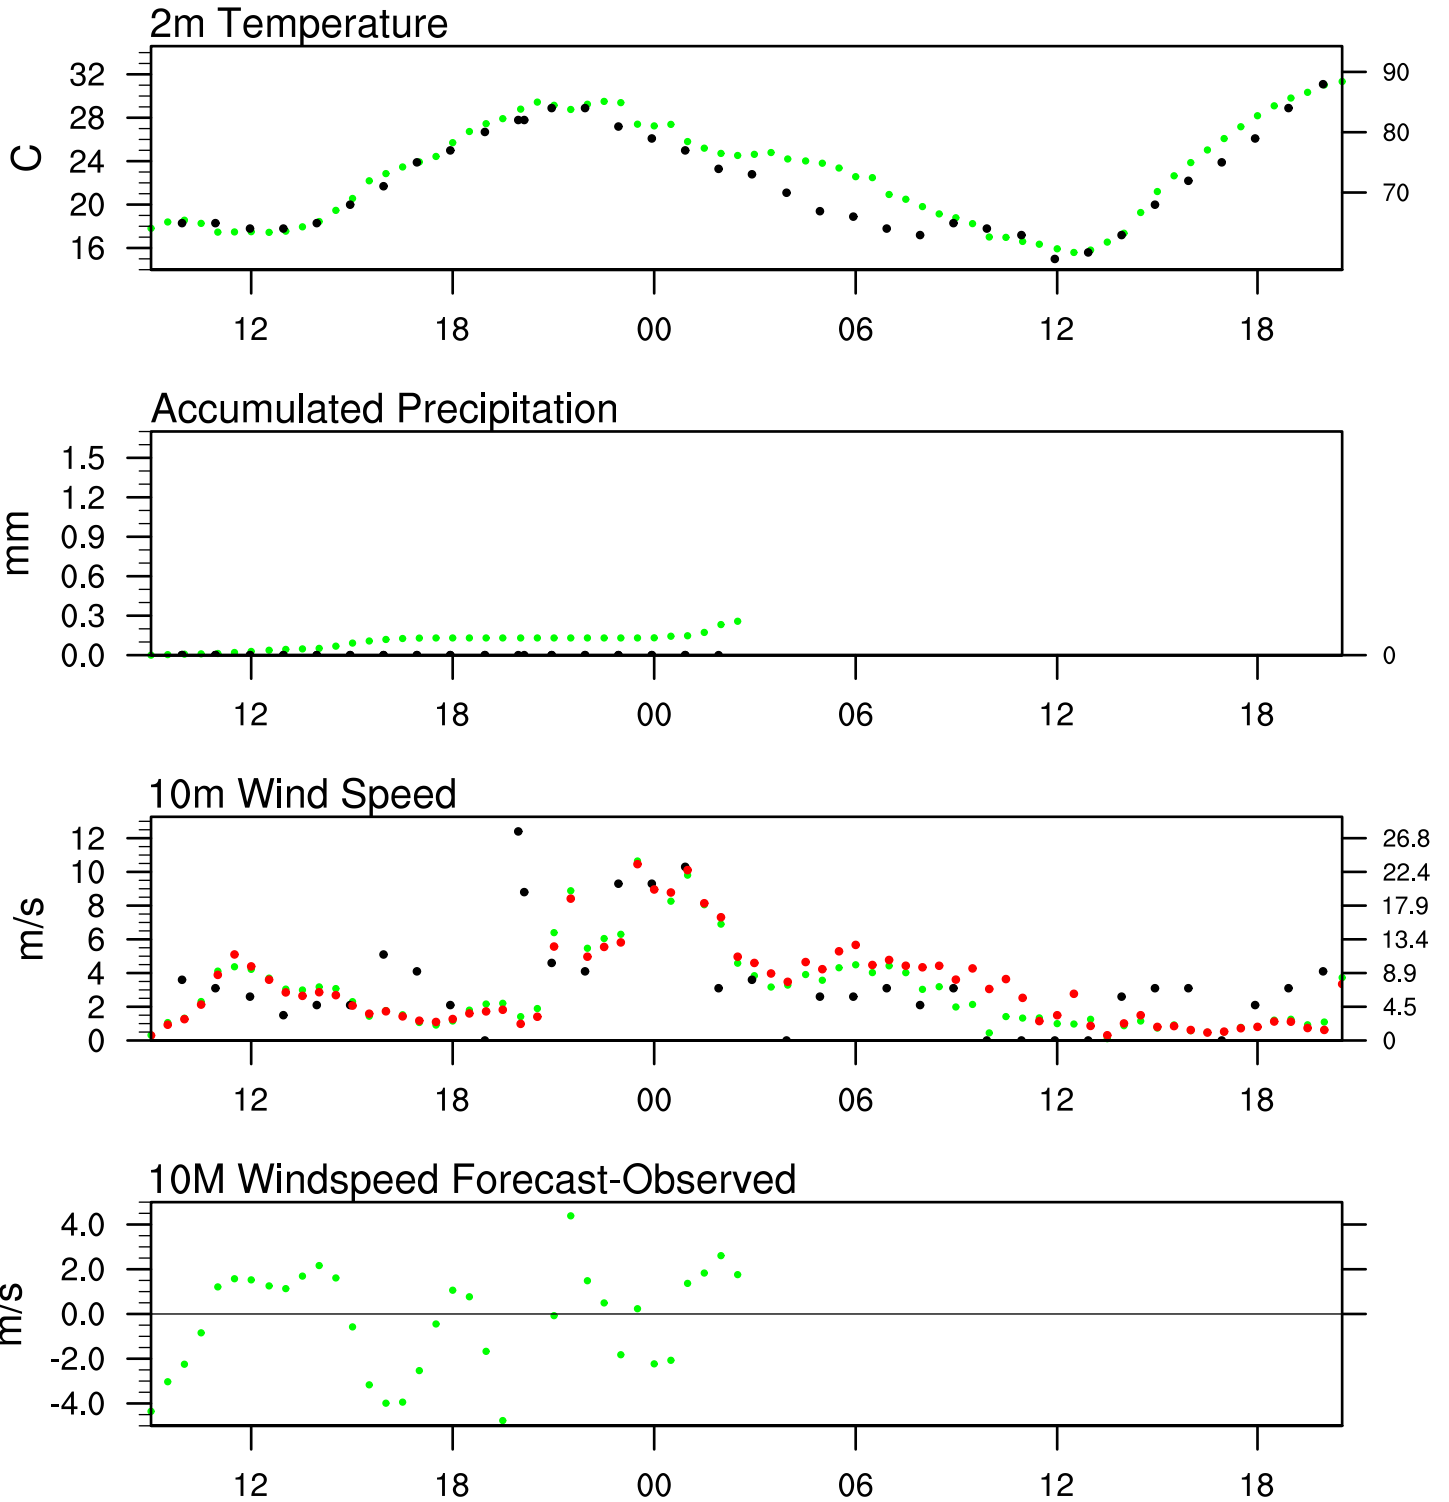 2m Temperature
32
28
24
20
16
C
90
80
70
12 18 00 06 12 18
Accumulated Precipitation
1.5
1.2
0.9
0.6
0.3
0.0
mm
0
12 18 00 06 12 18
10m Wind Speed
12
10
8
6
4
2
0
m/s
26.8
22.4
17.9
13.4
8.9
4.5
0
12 18 00 06 12 18
10M Windspeed Forecast-Observed
4.0
2.0
0.0
-2.0
-4.0
m/s
12 18 00 06 12 18